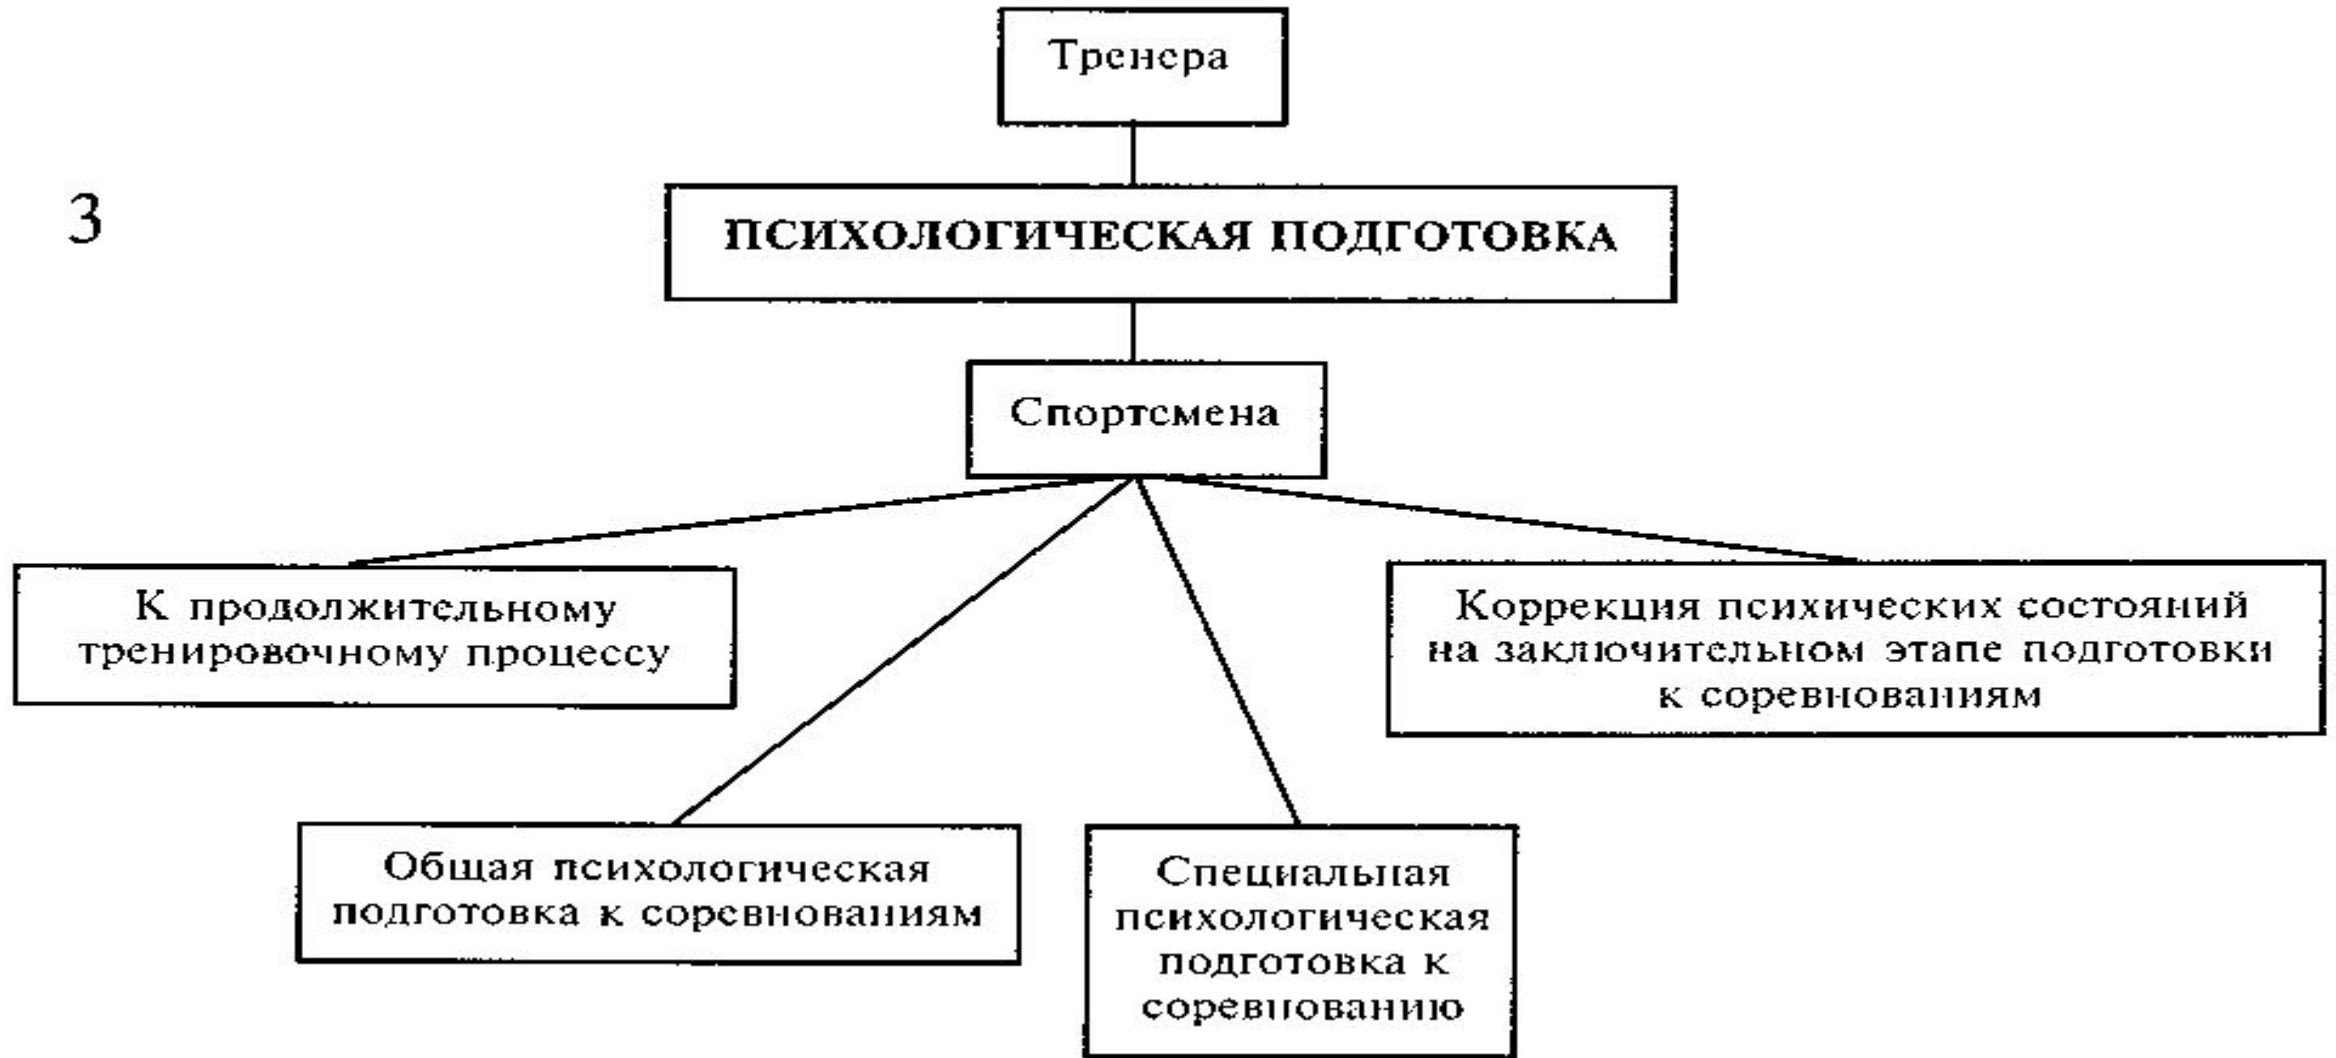 Тренера
3
ПСИХОЛОГИЧЕСКАЯ ПОДГОТОВКА
Спортсмена
К продолжительному
тренировочному процессу
Коррекция психических состояний
на заключительном этапе подготовки
к соревнованиям
Общая психологическая
подготовка к соревнованиям
Специальная
психологическая
подготовка к
соревнованию